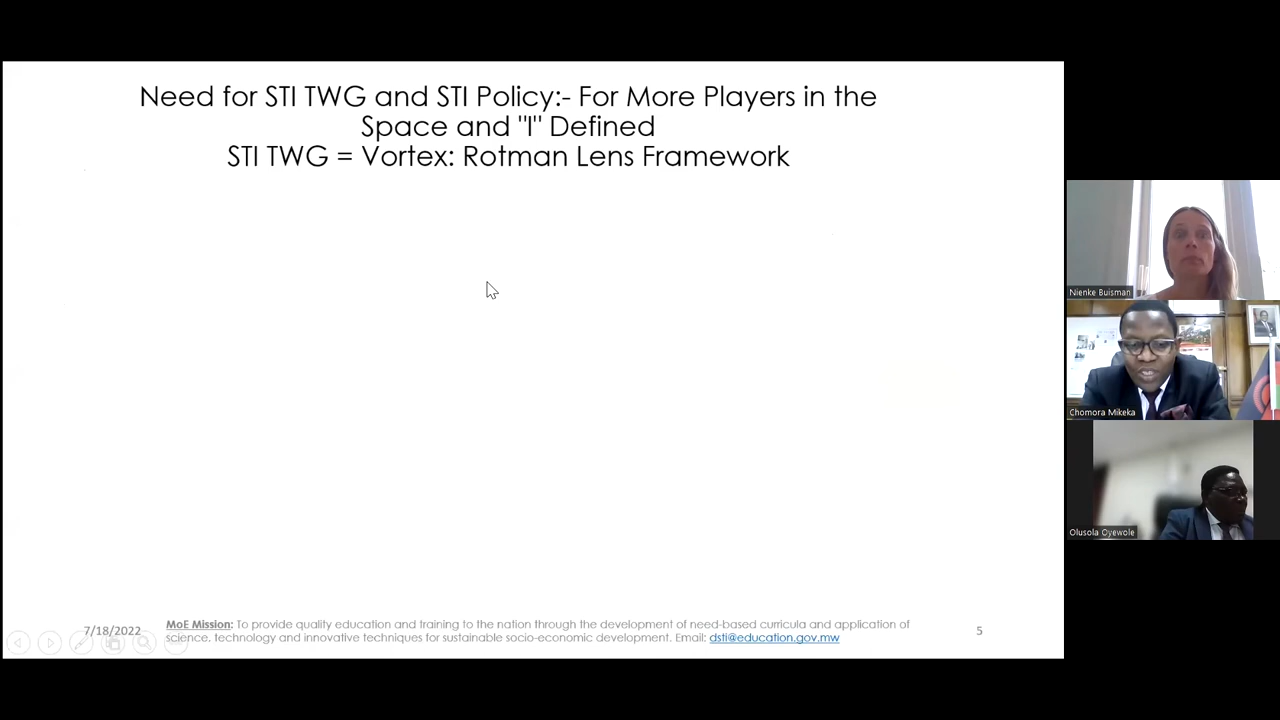 Need for STI TWG and STI Policy:- For More Players in the
Space and "I" Defined
STI TWG = Vortex: Rotman Lens Framework
Nienke Buisman
Chomora Mikeka
Olusola Oyewole
7/18/2022
MoE Mission: To provide quality education and training to the nation through the development of need-based curricula and application of
science, technology and innovative techniques for sustainable socio-economic development. Email: dsti@education.gov.mw
5